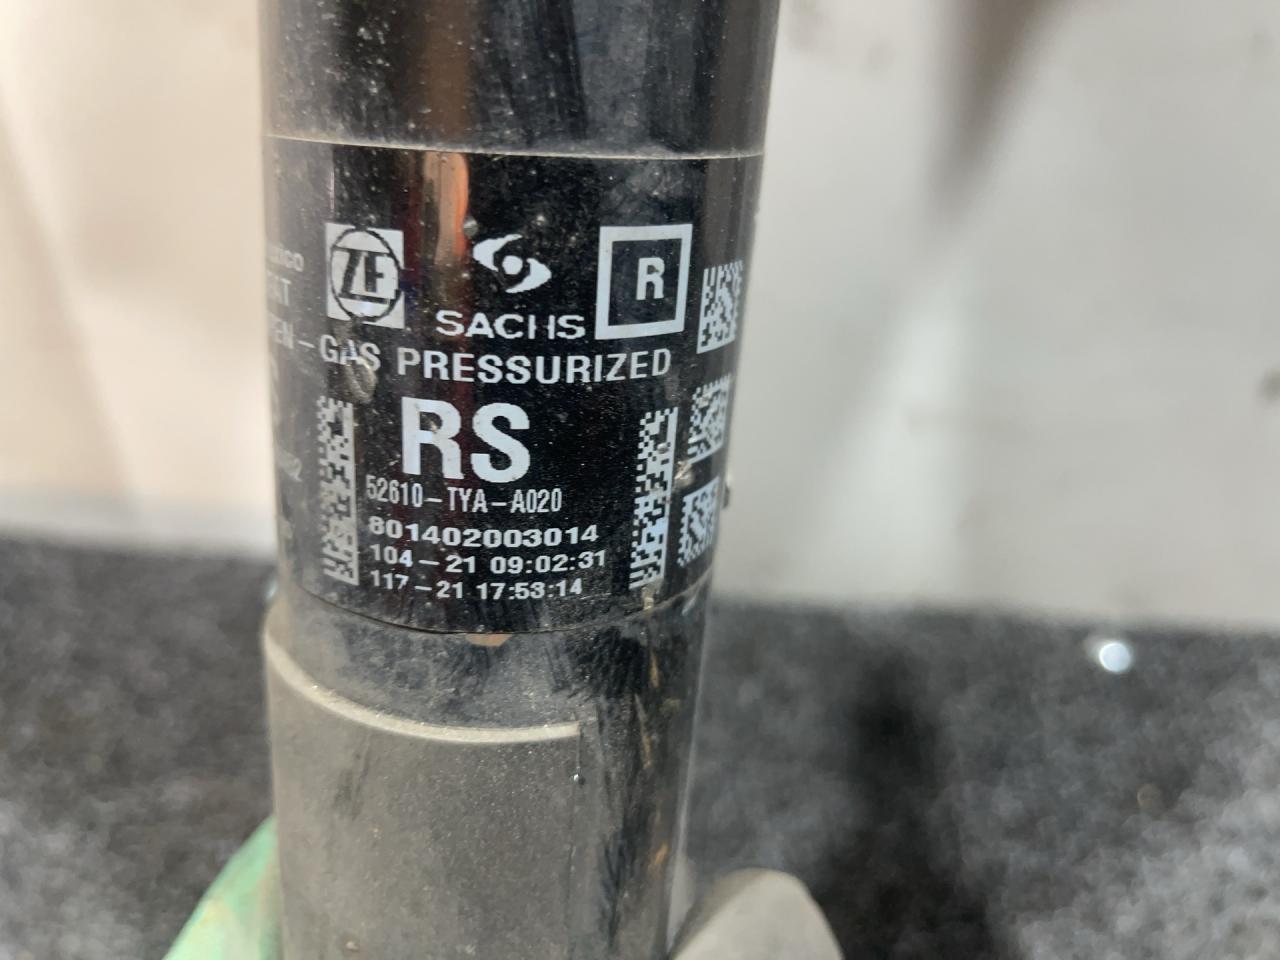 ZF
SACHS
R
-GAS PRESSURIZED
RS
52610-TYA-A020
801402003014
104-21 09:02:31
117-21 17:53:14